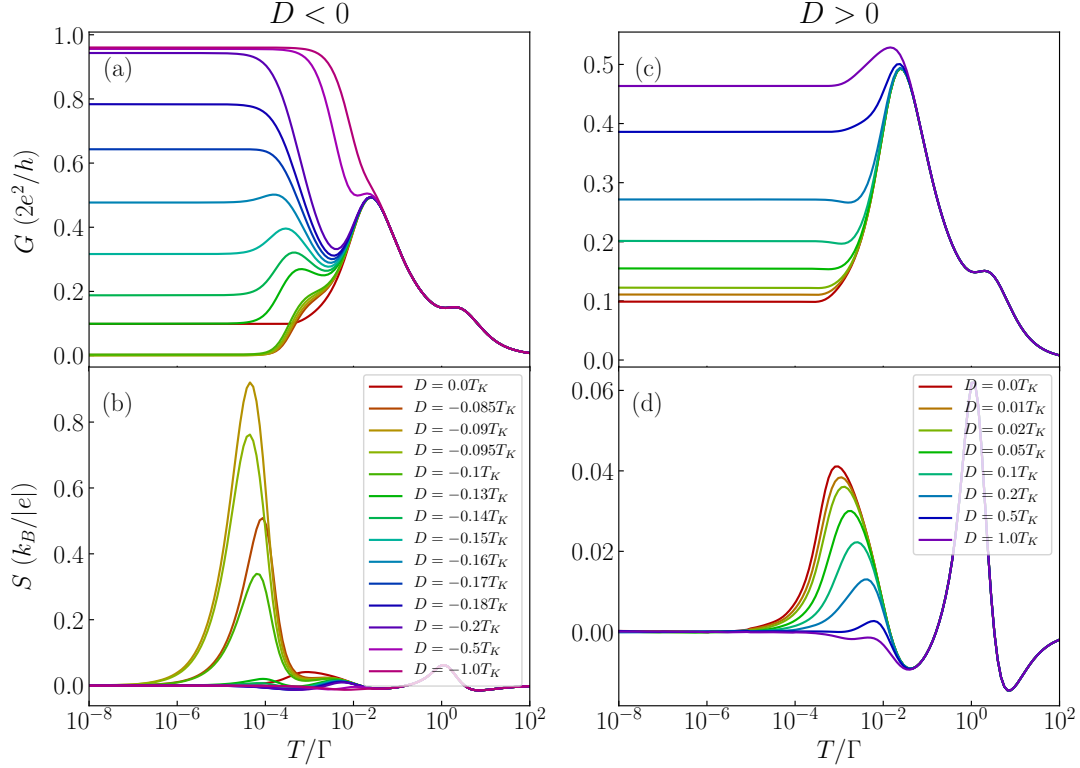 D < 0
D > 0
(a)
G (2e²/h)
1.0
0.8
0.6
0.4
0.2
0.0
(c)
0.5
0.4
0.3
0.2
0.1
0.0
(b)
S (k_B/|e|)
0.8
0.6
0.4
0.2
0.0
D = 0.0T_K
D = −0.085T_K
D = −0.09T_K
D = −0.095T_K
D = −0.1T_K
D = −0.13T_K
D = −0.14T_K
D = −0.15T_K
D = −0.16T_K
D = −0.17T_K
D = −0.18T_K
D = −0.2T_K
D = −0.5T_K
D = −1.0T_K
10⁻⁸ 10⁻⁶ 10⁻⁴ 10⁻² 10⁰ 10²
T/Γ
(d)
0.06
0.04
0.02
0.00
D = 0.0T_K
D = 0.01T_K
D = 0.02T_K
D = 0.05T_K
D = 0.1T_K
D = 0.2T_K
D = 0.5T_K
D = 1.0T_K
10⁻⁸ 10⁻⁶ 10⁻⁴ 10⁻² 10⁰ 10²
T/Γ